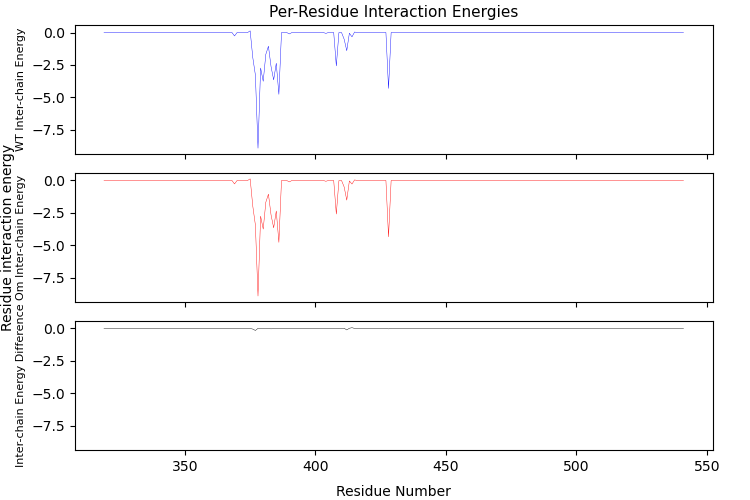 Per-Residue Interaction Energies
Residue interaction energy
WT Inter-chain Energy
0.0
−2.5
−5.0
−7.5
Om Inter-chain Energy
0.0
−2.5
−5.0
−7.5
Inter-chain Energy Difference
0.0
−2.5
−5.0
−7.5
350
400
450
500
550
Residue Number